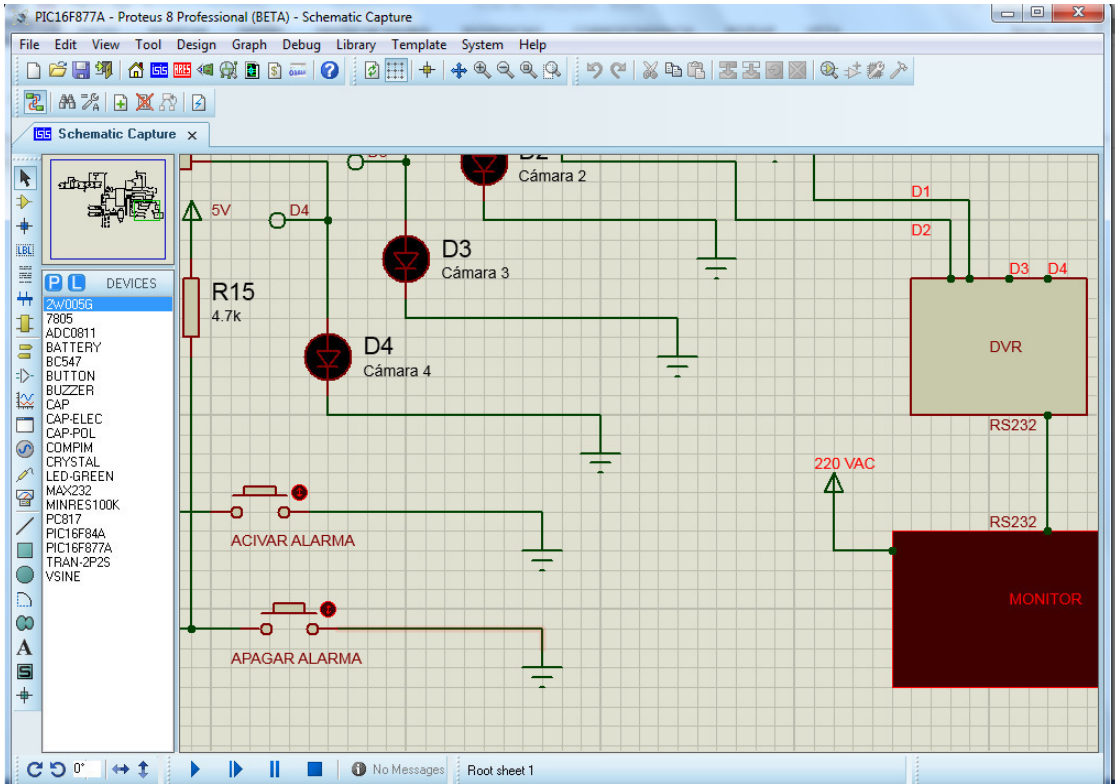 PIC16F877A - Proteus 8 Professional (BETA) - Schematic Capture
File Edit View Tool Design Graph Debug Library Template System Help
ISIS ARES
Schematic Capture
LBL
P L DEVICES
2W005G
7805
ADC0811
BATTERY
BC547
BUTTON
BUZZER
CAP
CAP-ELEC
CAP-POL
COMPIM
CRYSTAL
LED-GREEN
MAX232
MINRES100K
PC817
PIC16F84A
PIC16F877A
TRAN-2P2S
VSINE
A
S
D2
Cámara 2
D1
D2
5V
D4
D3
Cámara 3
D3 D4
R15
4.7k
DVR
D4
Cámara 4
RS232
220 VAC
RS232
ACIVAR ALARMA
MONITOR
APAGAR ALARMA
0°
No Messages
Root sheet 1